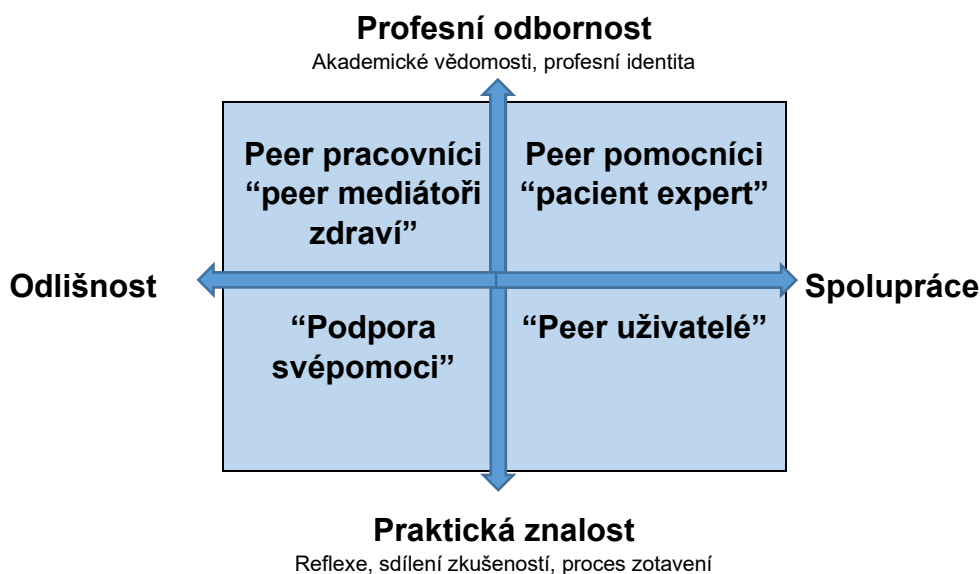 Profesní odbornost
Akademické vědomosti, profesní identita
Peer pracovníci
“peer mediátoři
zdraví”
Peer pomocníci
“pacient expert”
Odlišnost
Spolupráce
“Podpora
svépomoci”
“Peer uživatelé”
Praktická znalost
Reflexe, sdílení zkušeností, proces zotavení